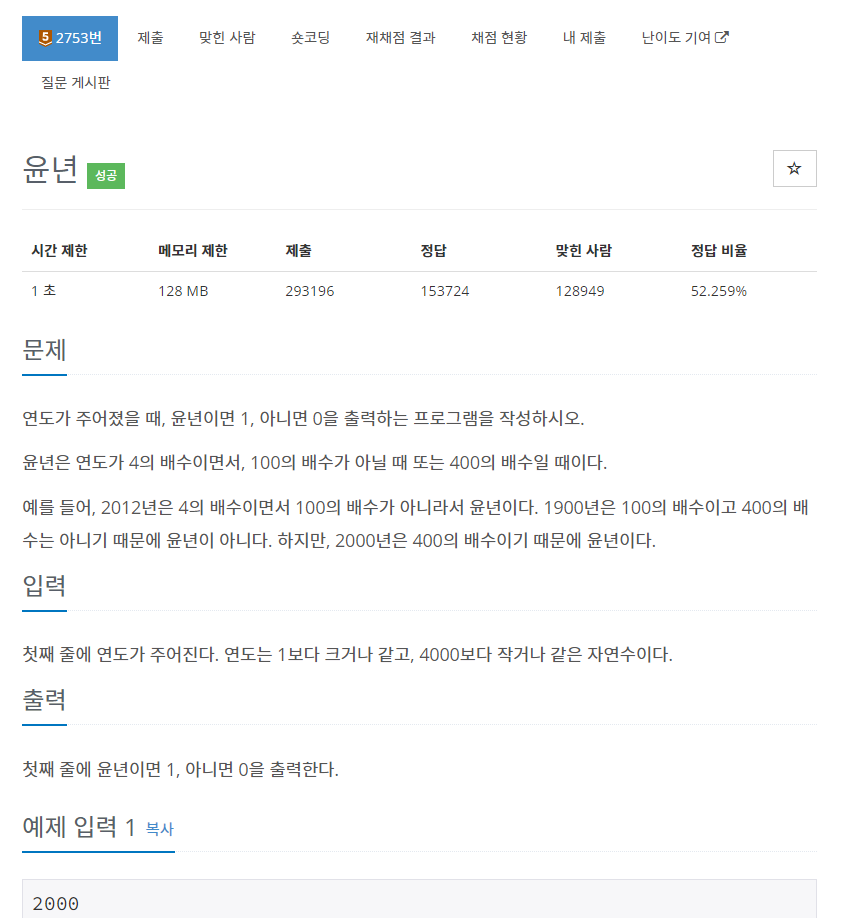 5 2753번 제출 맞힌 사람 숏코딩 재채점 결과 채점 현황 내 제출 난이도 기여
질문 게시판
윤년 성공
시간 제한 메모리 제한 제출 정답 맞힌 사람 정답 비율
1 초 128 MB 293196 153724 128949 52.259%
문제
연도가 주어졌을 때, 윤년이면 1, 아니면 0을 출력하는 프로그램을 작성하시오.
윤년은 연도가 4의 배수이면서, 100의 배수가 아닐 때 또는 400의 배수일 때이다.
예를 들어, 2012년은 4의 배수이면서 100의 배수가 아니라서 윤년이다. 1900년은 100의 배수이고 400의 배
수는 아니기 때문에 윤년이 아니다. 하지만, 2000년은 400의 배수이기 때문에 윤년이다.
입력
첫째 줄에 연도가 주어진다. 연도는 1보다 크거나 같고, 4000보다 작거나 같은 자연수이다.
출력
첫째 줄에 윤년이면 1, 아니면 0을 출력한다.
예제 입력 1 복사
2000